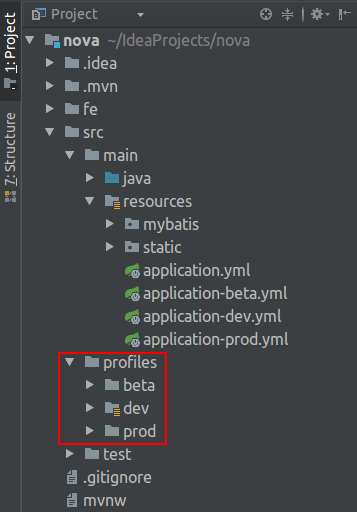 Project
1: Project
7: Structure
nova ~/IdeaProjects/nova
.idea
.mvn
fe
src
main
java
resources
mybatis
static
application.yml
application-beta.yml
application-dev.yml
application-prod.yml
profiles
beta
dev
prod
test
.gitignore
mvnw